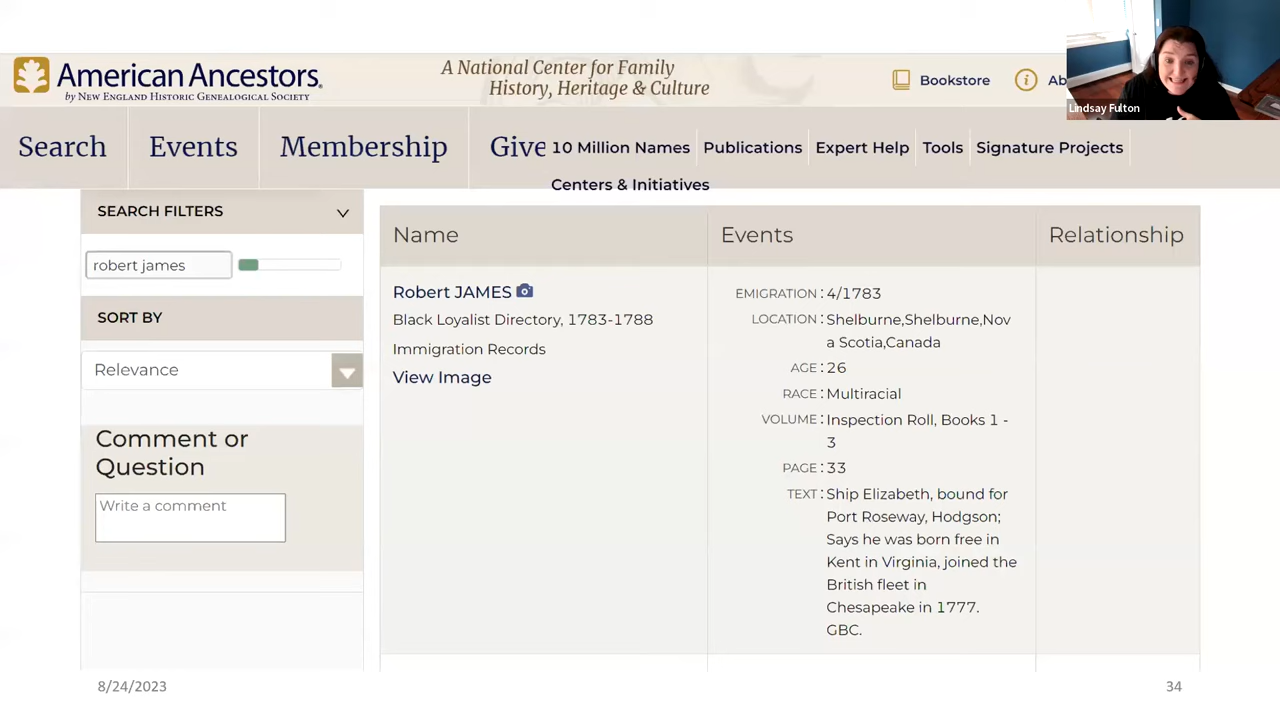 American Ancestors®
by NEW ENGLAND HISTORIC GENEALOGICAL SOCIETY
A National Center for Family
History, Heritage & Culture
Bookstore
Ab
Lindsay Fulton
Search
Events
Membership
Give
10 Million Names
Publications
Expert Help
Tools
Signature Projects
Centers & Initiatives
SEARCH FILTERS
robert james
SORT BY
Relevance
Comment or
Question
Write a comment
Name
Events
Relationship
Robert JAMES
Black Loyalist Directory, 1783-1788
Immigration Records
View Image
EMIGRATION : 4/1783
LOCATION : Shelburne,Shelburne,Nov
a Scotia,Canada
AGE : 26
RACE : Multiracial
VOLUME : Inspection Roll, Books 1 -
3
PAGE : 33
TEXT : Ship Elizabeth, bound for
Port Roseway, Hodgson;
Says he was born free in
Kent in Virginia, joined the
British fleet in
Chesapeake in 1777.
GBC.
8/24/2023
34